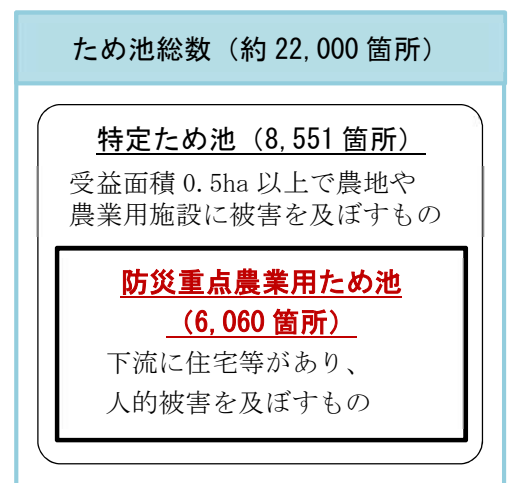 ため池総数（約 22,000 箇所）
特定ため池（8,551 箇所）
受益面積 0.5ha 以上で農地や
農業用施設に被害を及ぼすもの
防災重点農業用ため池
（6,060 箇所）
下流に住宅等があり、
人的被害を及ぼすもの